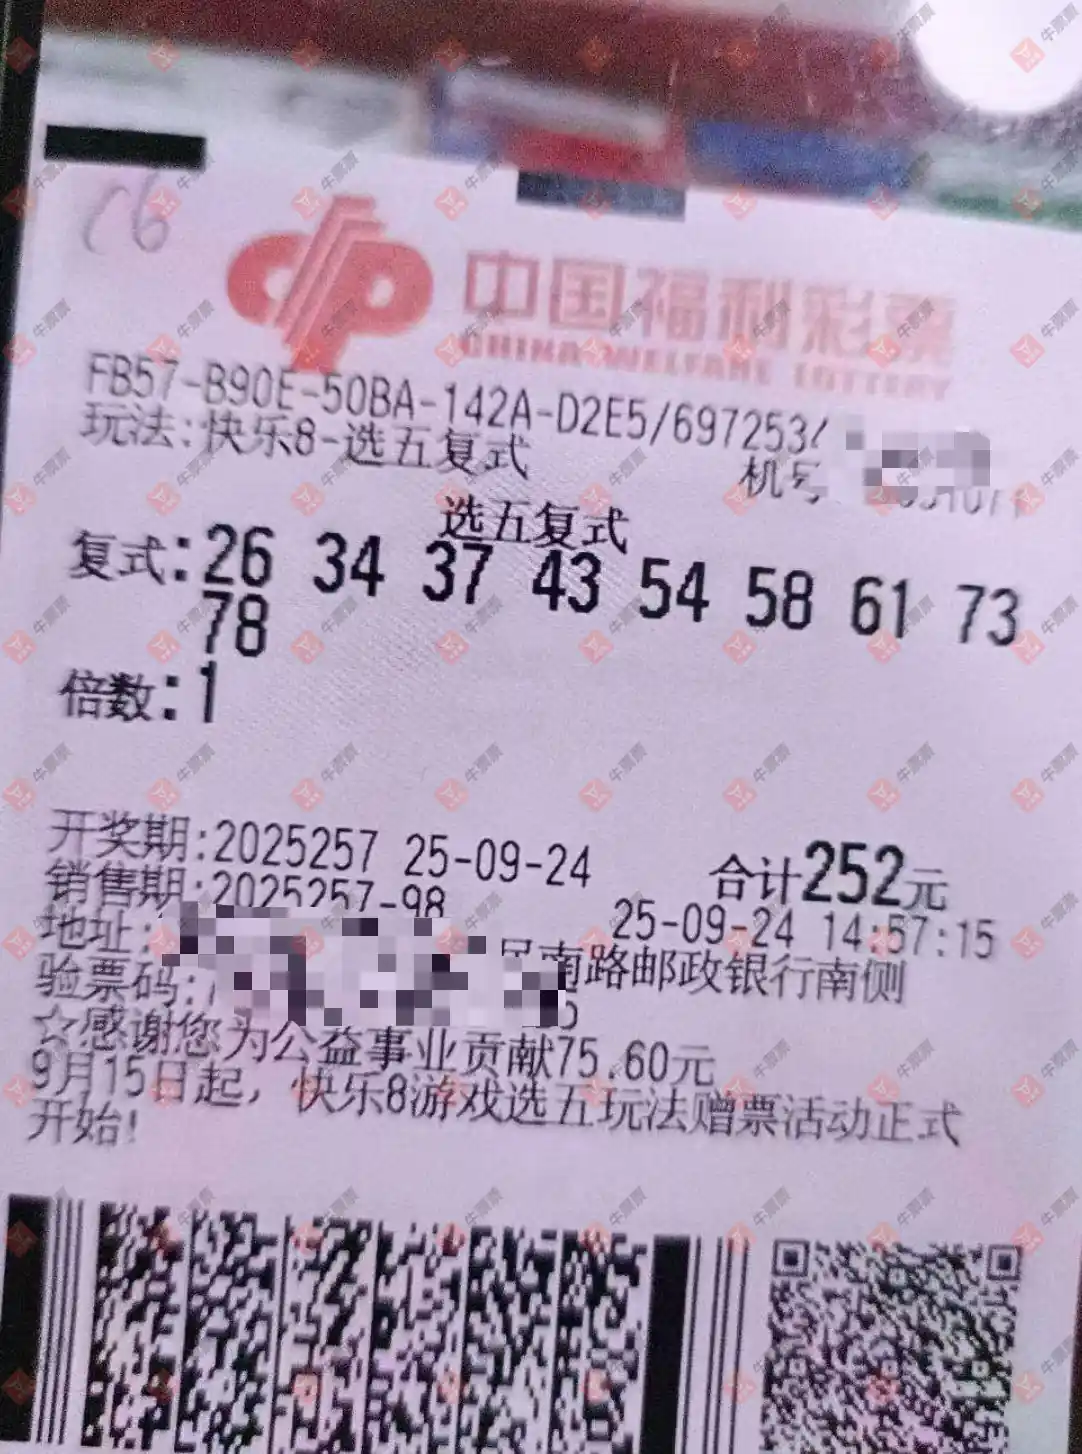 C6
中国福利彩票
CHINA WELFARE LOTTERY
FB57-B90E-50BA-142A-D2E5/6972534
玩法:快乐8-选五复式
机号
选五复式
复式:26 34 37 43 54 58 61 73
78
倍数:1
开奖期:2025257 25-09-24 合计252元
销售期:2025257-98 25-09-24 14:57:15
地址: 南路邮政银行南侧
验票码:
☆感谢您为公益事业贡献75.60元
9月15日起，快乐8游戏选五玩法赠票活动正式
开始!
牛票票